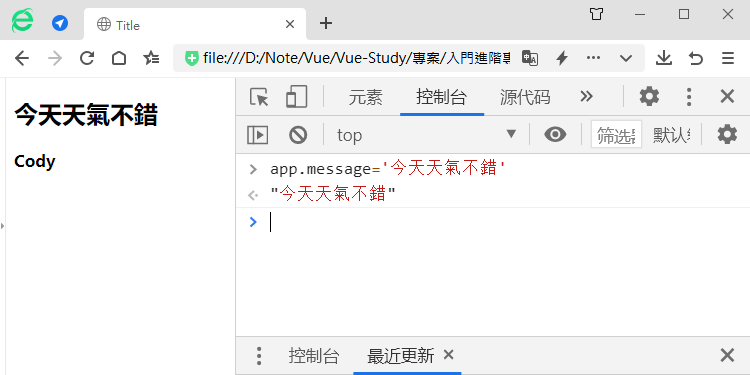 Title
file:///D:/Note/Vue/Vue-Study/專案/入門進階專
今天天氣不錯
Cody
元素 控制台 源代码
top 筛选 默认
app.message='今天天氣不錯'
"今天天氣不錯"
控制台 最近更新